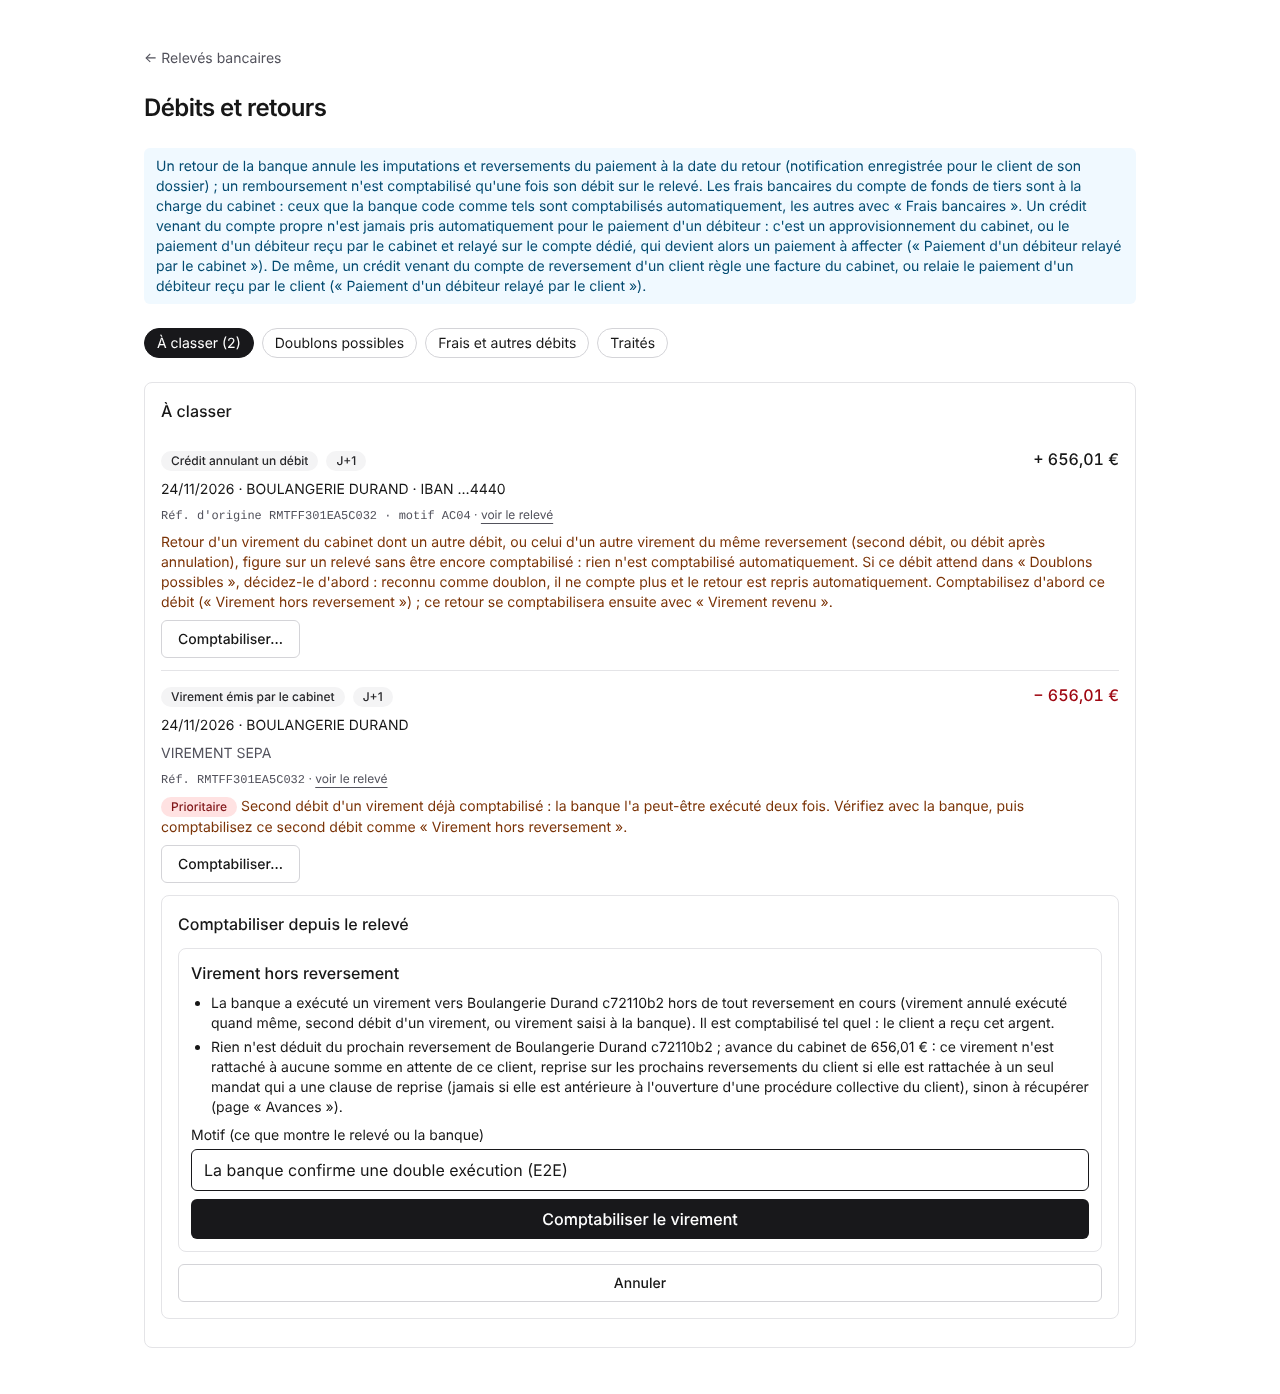 ← Relevés bancaires
Débits et retours
Un retour de la banque annule les imputations et reversements du paiement à la date du retour (notification enregistrée pour le client de son
dossier) ; un remboursement n'est comptabilisé qu'une fois son débit sur le relevé. Les frais bancaires du compte de fonds de tiers sont à la
charge du cabinet : ceux que la banque code comme tels sont comptabilisés automatiquement, les autres avec « Frais bancaires ». Un crédit
venant du compte propre n'est jamais pris automatiquement pour le paiement d'un débiteur : c'est un approvisionnement du cabinet, ou le
paiement d'un débiteur reçu par le cabinet et relayé sur le compte dédié, qui devient alors un paiement à affecter (« Paiement d'un débiteur relayé
par le cabinet »). De même, un crédit venant du compte de reversement d'un client règle une facture du cabinet, ou relaie le paiement d'un
débiteur reçu par le client (« Paiement d'un débiteur relayé par le client »).
À classer (2)
Doublons possibles
Frais et autres débits
Traités
À classer
Crédit annulant un débit J+1 + 656,01 €
24/11/2026 · BOULANGERIE DURAND · IBAN …4440
Réf. d'origine RMTFF301EA5C032 · motif AC04 · voir le relevé
Retour d'un virement du cabinet dont un autre débit, ou celui d'un autre virement du même reversement (second débit, ou débit après
annulation), figure sur un relevé sans être encore comptabilisé : rien n'est comptabilisé automatiquement. Si ce débit attend dans « Doublons
possibles », décidez-le d'abord : reconnu comme doublon, il ne compte plus et le retour est repris automatiquement. Comptabilisez d'abord ce
débit (« Virement hors reversement ») ; ce retour se comptabilisera ensuite avec « Virement revenu ».
Comptabiliser…
Virement émis par le cabinet J+1 − 656,01 €
24/11/2026 · BOULANGERIE DURAND
VIREMENT SEPA
Réf. RMTFF301EA5C032 · voir le relevé
Prioritaire Second débit d'un virement déjà comptabilisé : la banque l'a peut-être exécuté deux fois. Vérifiez avec la banque, puis
comptabilisez ce second débit comme « Virement hors reversement ».
Comptabiliser…
Comptabiliser depuis le relevé
Virement hors reversement
• La banque a exécuté un virement vers Boulangerie Durand c72110b2 hors de tout reversement en cours (virement annulé exécuté
quand même, second débit d'un virement, ou virement saisi à la banque). Il est comptabilisé tel quel : le client a reçu cet argent.
• Rien n'est déduit du prochain reversement de Boulangerie Durand c72110b2 ; avance du cabinet de 656,01 € : ce virement n'est
rattaché à aucune somme en attente de ce client, reprise sur les prochains reversements du client si elle est rattachée à un seul
mandat qui a une clause de reprise (jamais si elle est antérieure à l'ouverture d'une procédure collective du client), sinon à récupérer
(page « Avances »).
Motif (ce que montre le relevé ou la banque)
La banque confirme une double exécution (E2E)
Comptabiliser le virement
Annuler